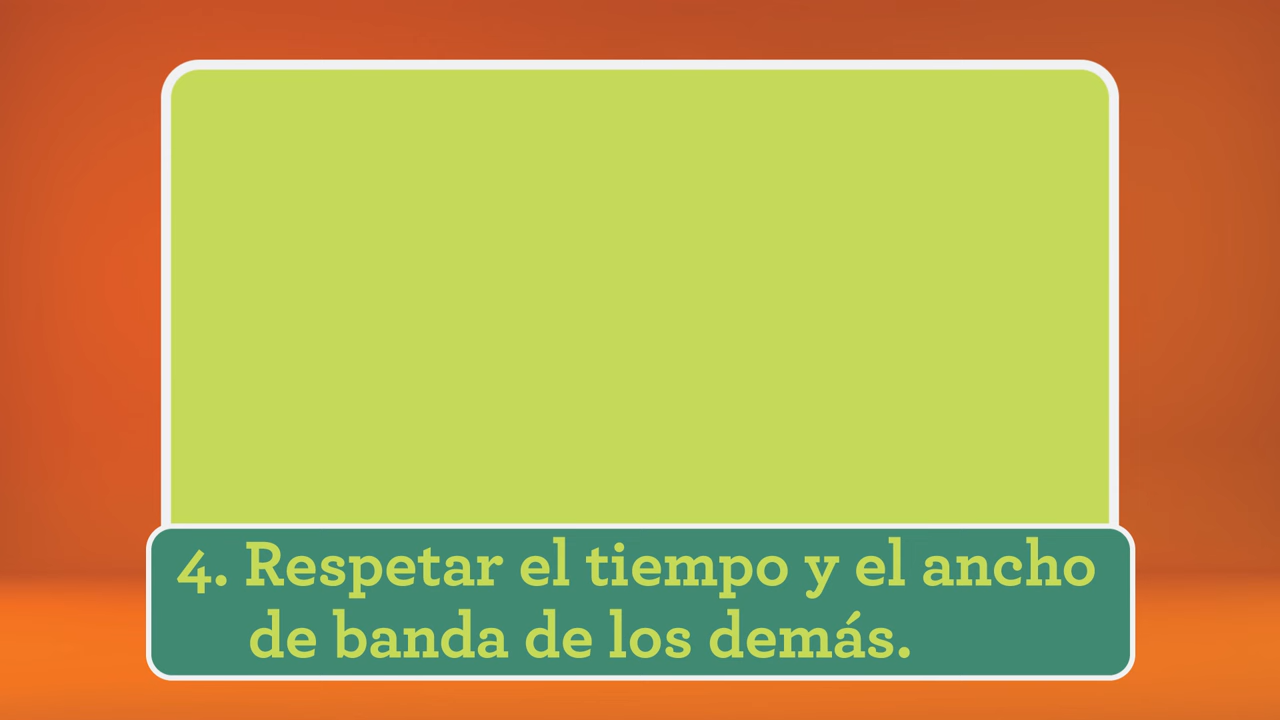 4. Respetar el tiempo y el ancho
de banda de los demás.